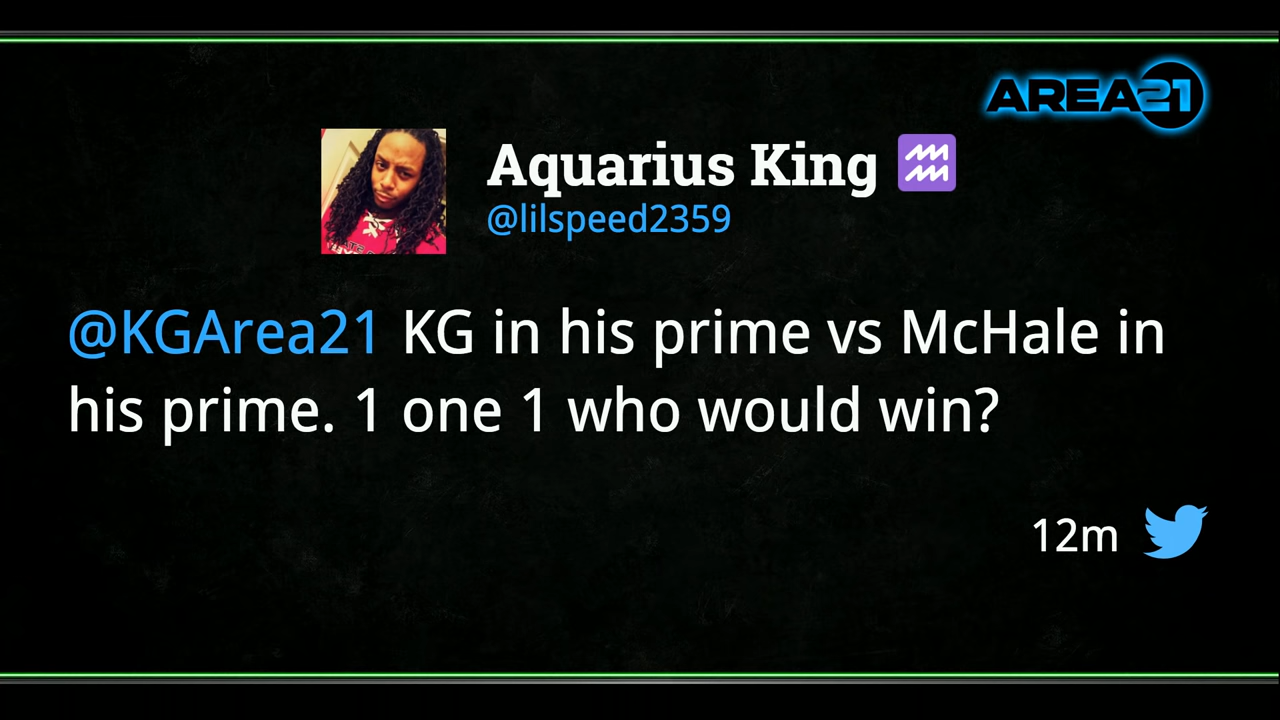 AREA21
Aquarius King ♒
@lilspeed2359
@KGArea21 KG in his prime vs McHale in
his prime. 1 one 1 who would win?
12m